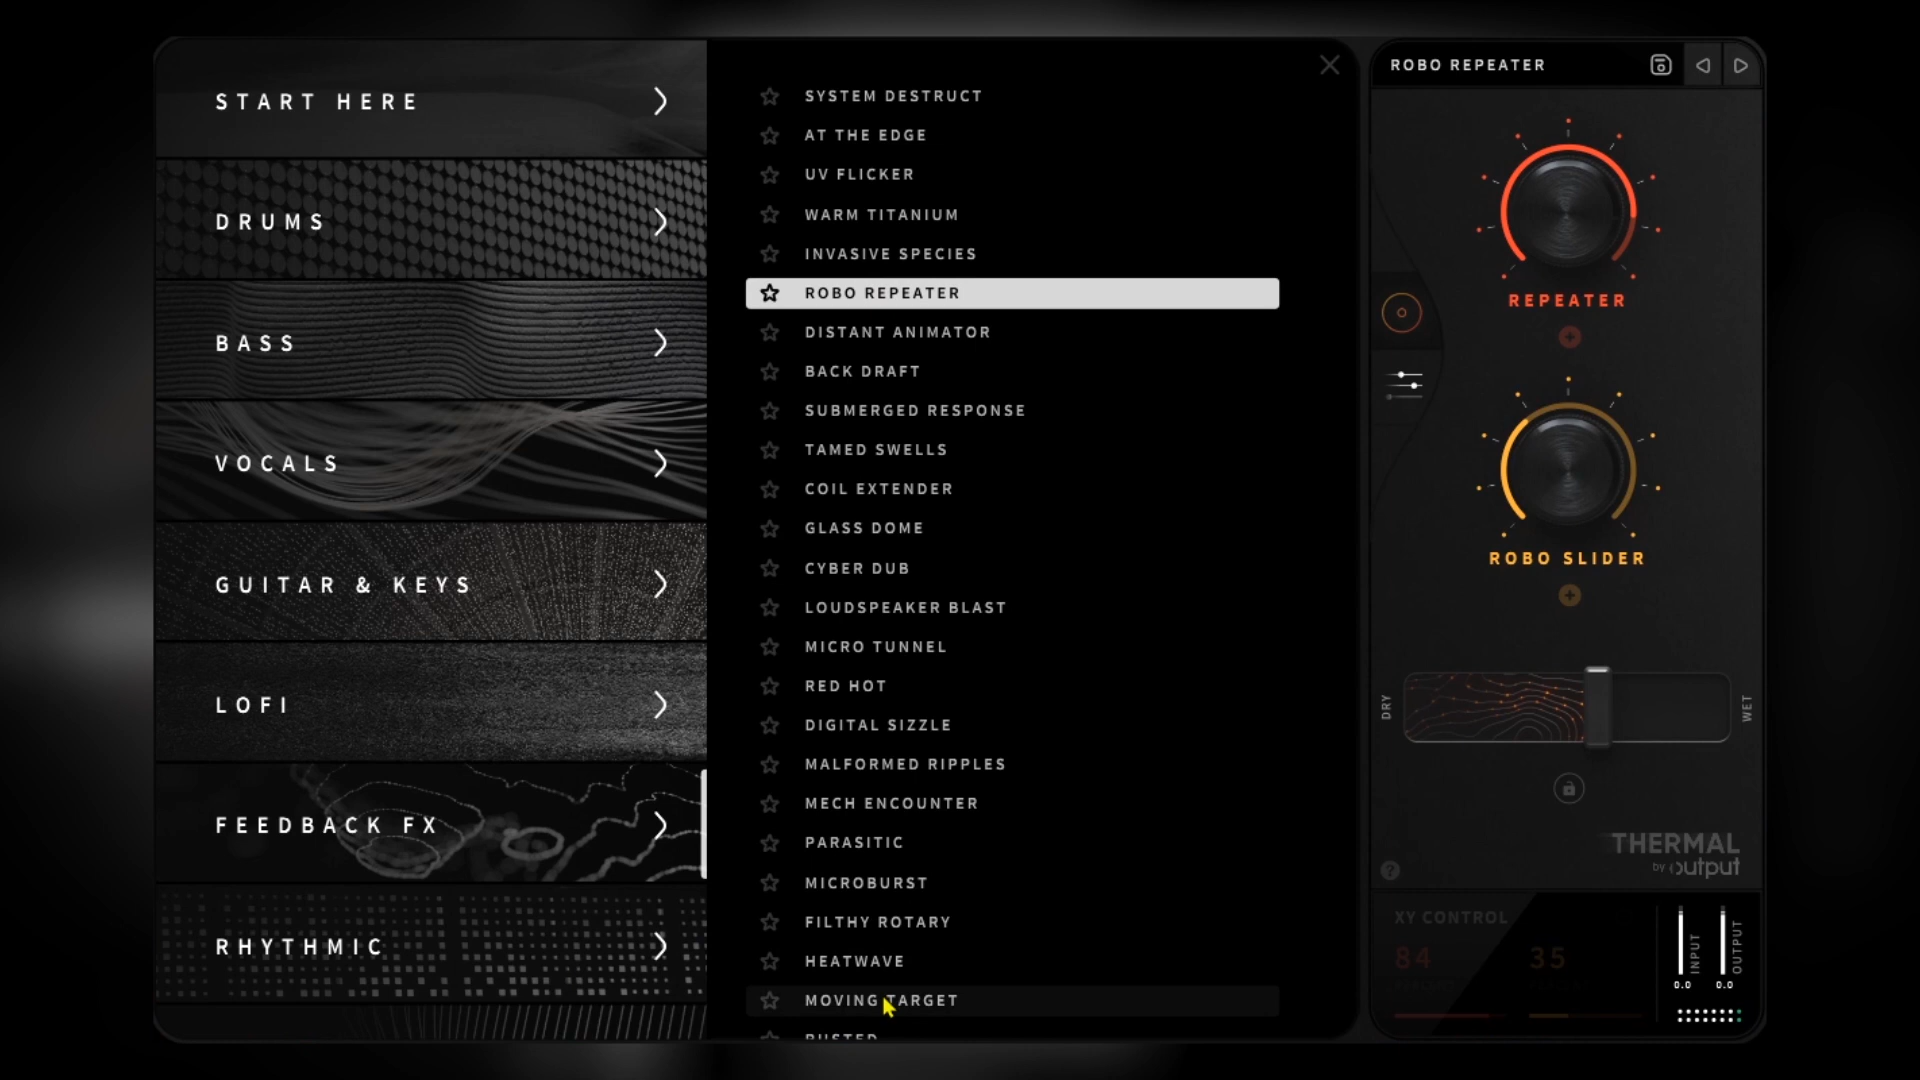 START HERE
DRUMS
BASS
VOCALS
GUITAR & KEYS
LOFI
FEEDBACK FX
RHYTHMIC
SYSTEM DESTRUCT
AT THE EDGE
UV FLICKER
WARM TITANIUM
INVASIVE SPECIES
ROBO REPEATER
DISTANT ANIMATOR
BACK DRAFT
SUBMERGED RESPONSE
TAMED SWELLS
COIL EXTENDER
GLASS DOME
CYBER DUB
LOUDSPEAKER BLAST
MICRO TUNNEL
RED HOT
DIGITAL SIZZLE
MALFORMED RIPPLES
MECH ENCOUNTER
PARASITIC
MICROBURST
FILTHY ROTARY
HEATWAVE
MOVING TARGET
ROBO REPEATER
REPEATER
ROBO SLIDER
DRY
WET
?
THERMAL
by output
XY CONTROL
84
35
INPUT
OUTPUT
0.0
0.0